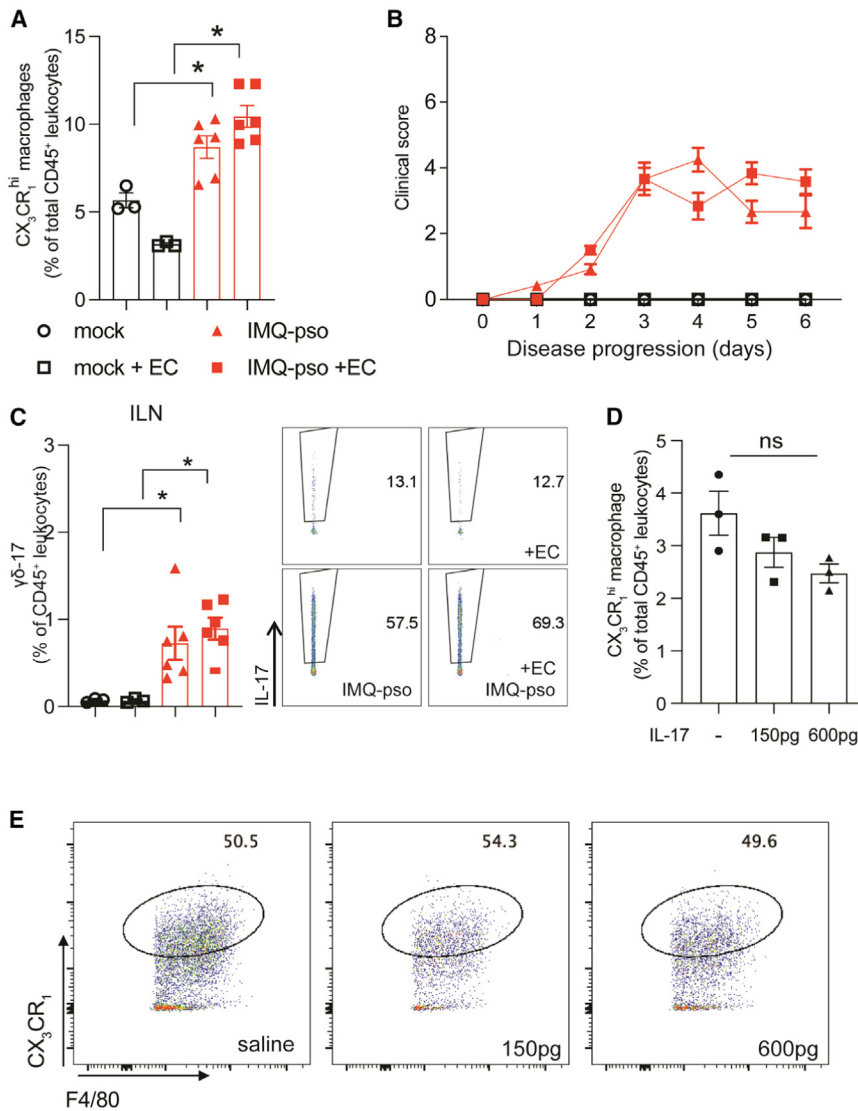 A
CX3CR1hi macrophages
(% of total CD45+ leukocytes)
15
10
5
0
*
*
mock
IMQ-pso
mock + EC
IMQ-pso +EC
B
Clinical score
8
6
4
2
0
0 1 2 3 4 5 6
Disease progression (days)
C
ILN
γδ-17
(% of CD45+ leukocytes)
3
2
1
0
*
*
13.1
12.7
+EC
57.5
69.3
IMQ-pso
+EC
IMQ-pso
IL-17
D
CX3CR1hi macrophage
(% of total CD45+ leukocytes)
5
4
3
2
1
0
ns
IL-17 - 150pg 600pg
E
50.5
54.3
49.6
saline
150pg
600pg
CX3CR1
F4/80